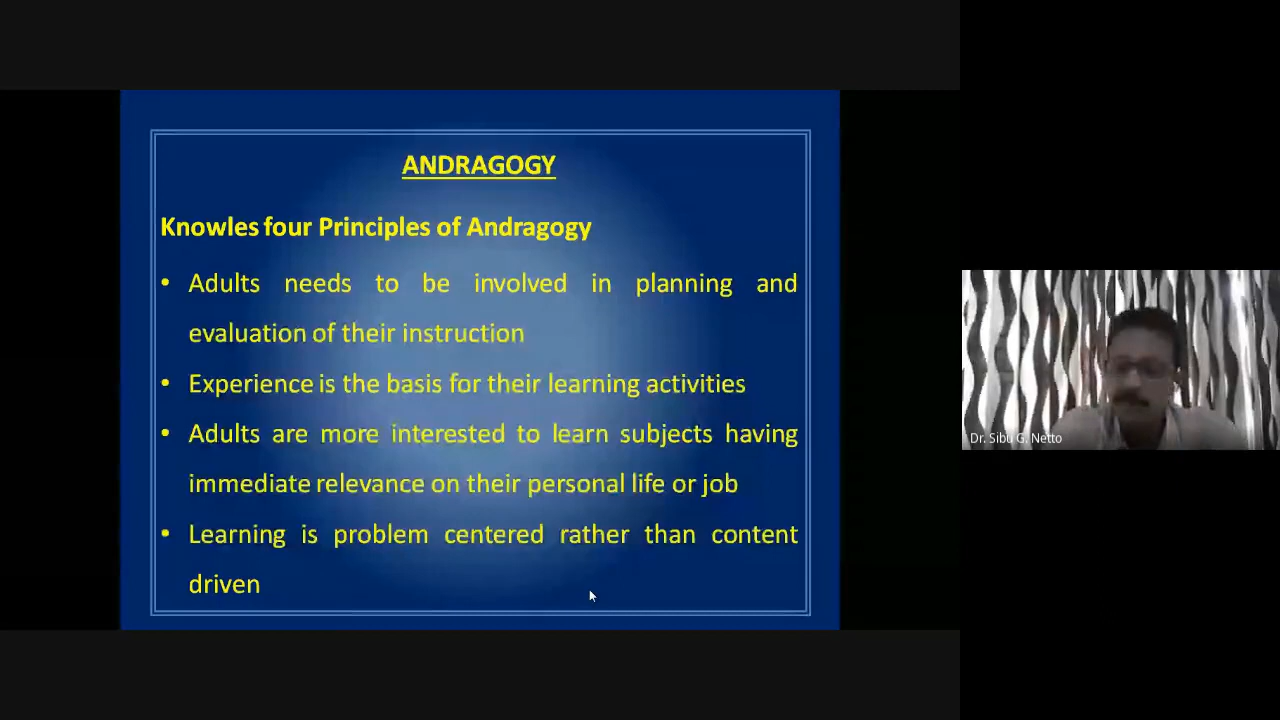 ANDRAGOGY
Knowles four Principles of Andragogy
• Adults needs to be involved in planning and
evaluation of their instruction
• Experience is the basis for their learning activities
• Adults are more interested to learn subjects having
immediate relevance on their personal life or job
• Learning is problem centered rather than content
driven
Dr. Sibu G. Netto